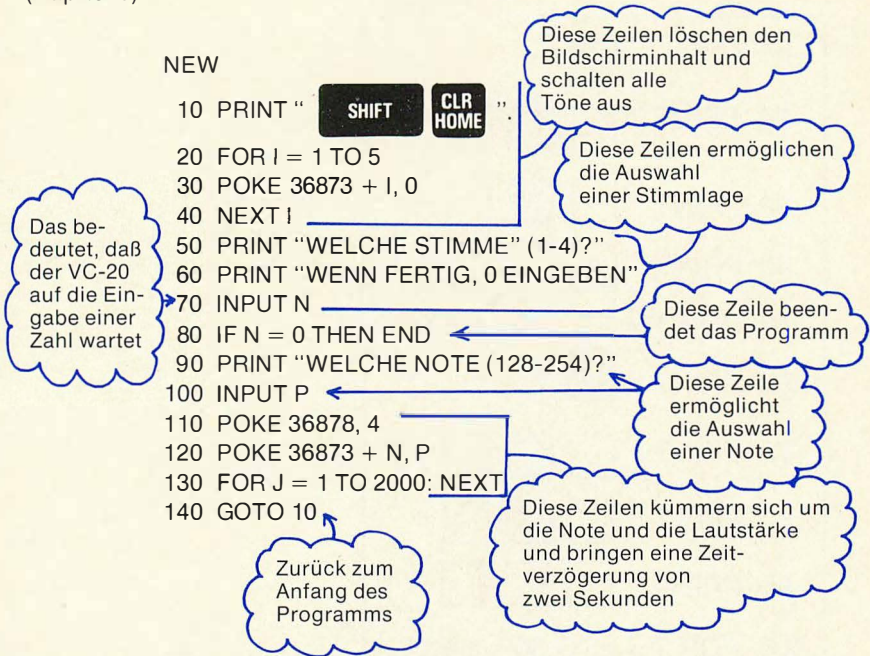 NEW
10 PRINT “ SHIFT CLR HOME ”.
20 FOR I = 1 TO 5
30 POKE 36873 + I, 0
40 NEXT I
50 PRINT “WELCHE STIMME” (1-4)?”
60 PRINT “WENN FERTIG, 0 EINGEBEN”
70 INPUT N
80 IF N = 0 THEN END
90 PRINT “WELCHE NOTE (128-254)?”
100 INPUT P
110 POKE 36878, 4
120 POKE 36873 + N, P
130 FOR J = 1 TO 2000: NEXT
140 GOTO 10
Diese Zeilen löschen den
Bildschirminhalt und
schalten alle
Töne aus
Diese Zeilen ermöglichen
die Auswahl
einer Stimmlage
Das be-
deutet, daß
der VC-20
auf die Ein-
gabe einer
Zahl wartet
Diese Zeile been-
det das Programm
Diese Zeile
ermöglicht
die Auswahl
einer Note
Diese Zeilen kümmern sich um
die Note und die Lautstärke
und bringen eine Zeit-
verzögerung von
zwei Sekunden
Zurück zum
Anfang des
Programms